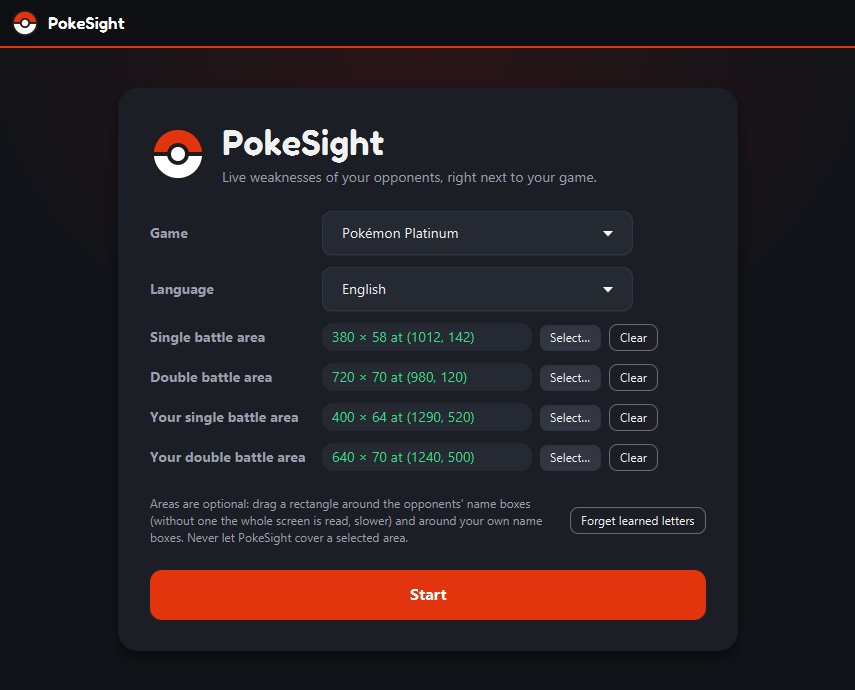 PokeSight
PokeSight
Live weaknesses of your opponents, right next to your game.
Game
Pokémon Platinum
Language
English
Single battle area
380 × 58 at (1012, 142)
Select...
Clear
Double battle area
720 × 70 at (980, 120)
Select...
Clear
Your single battle area
400 × 64 at (1290, 520)
Select...
Clear
Your double battle area
640 × 70 at (1240, 500)
Select...
Clear
Areas are optional: drag a rectangle around the opponents' name boxes
(without one the whole screen is read, slower) and around your own name
boxes. Never let PokeSight cover a selected area.
Forget learned letters
Start